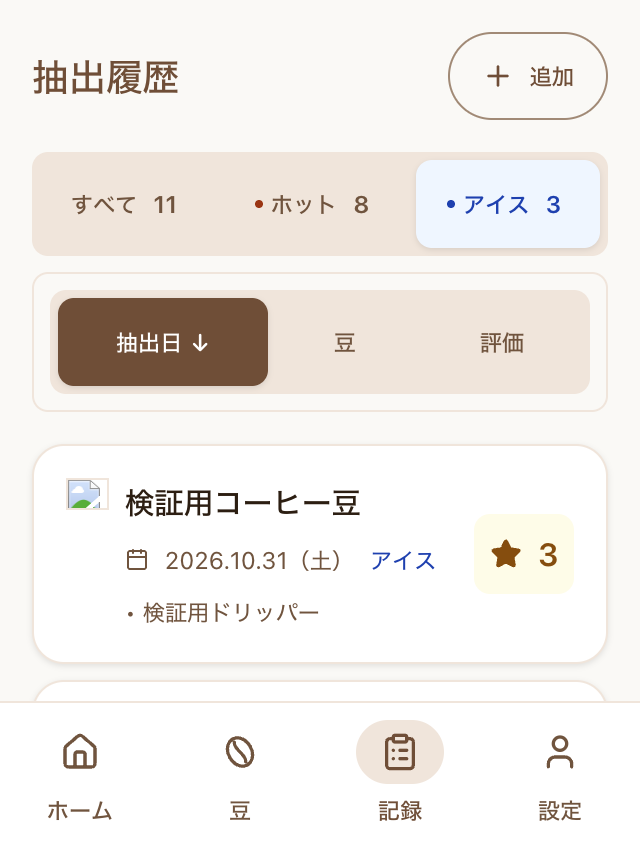 抽出履歴
追加
すべて 11
•ホット 8
•アイス 3
抽出日 ↓
豆
評価
検証用コーヒー豆
2026.10.31（土） アイス
3
• 検証用ドリッパー
ホーム
豆
記録
設定